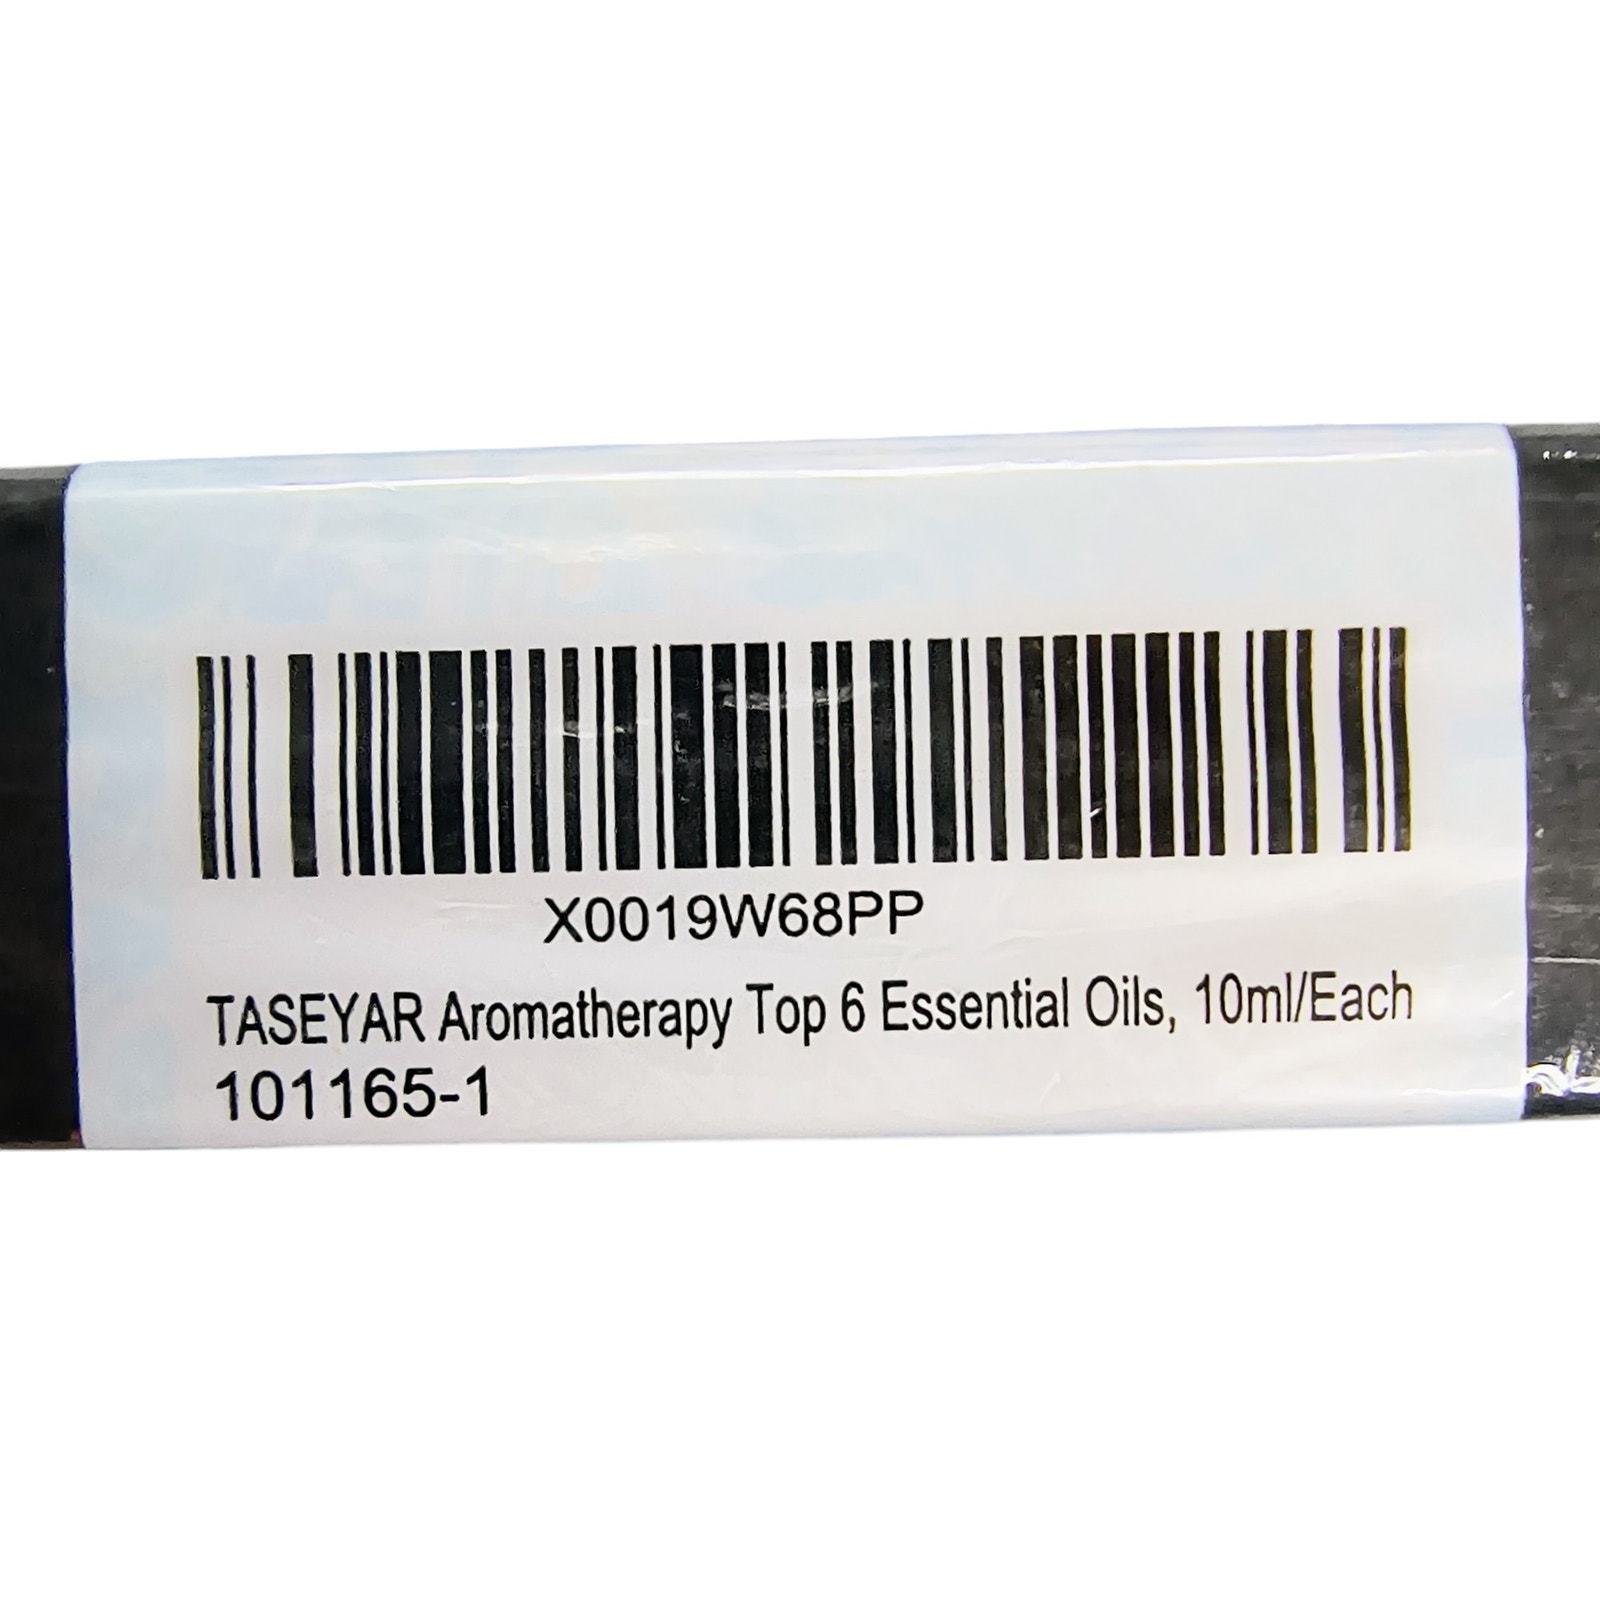 X0019W68PP
TASEYAR Aromatherapy Top 6 Essential Oils, 10ml/Each
101165-1